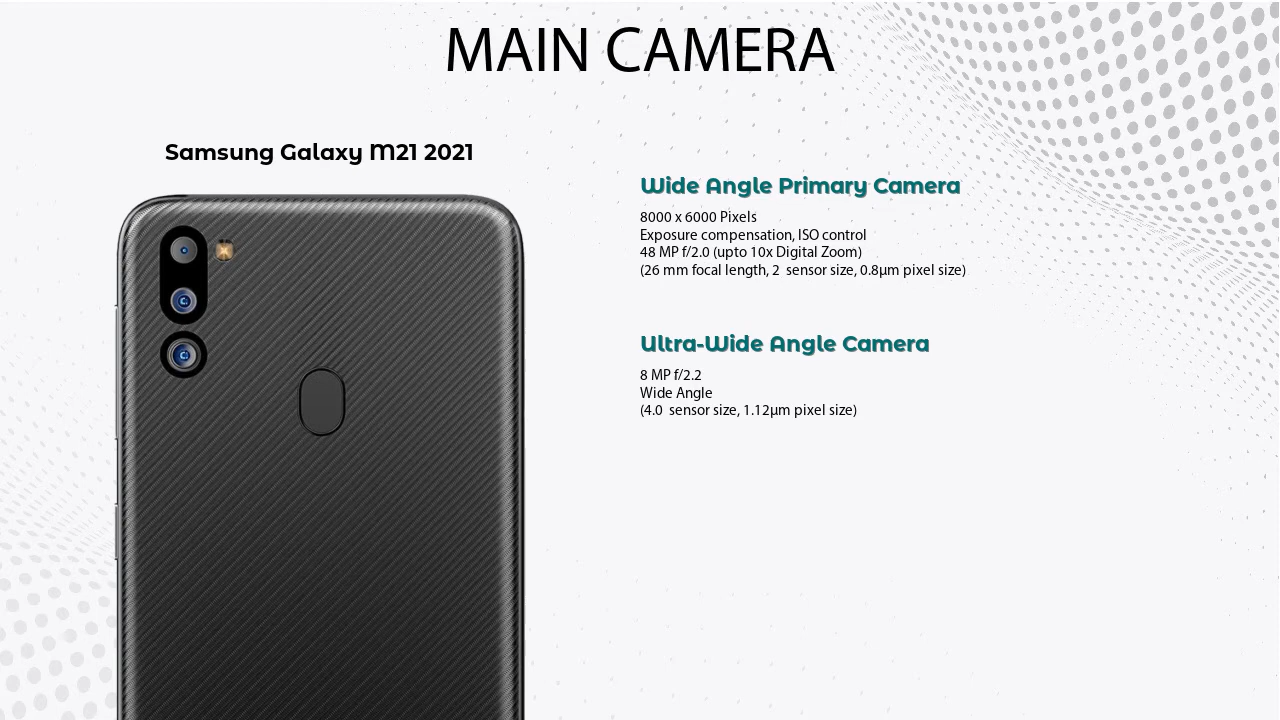 MAIN CAMERA
Samsung Galaxy M21 2021
Wide Angle Primary Camera
8000 x 6000 Pixels
Exposure compensation, ISO control
48 MP f/2.0 (upto 10x Digital Zoom)
(26 mm focal length, 2  sensor size, 0.8µm pixel size)
Ultra-Wide Angle Camera
8 MP f/2.2
Wide Angle
(4.0  sensor size, 1.12µm pixel size)